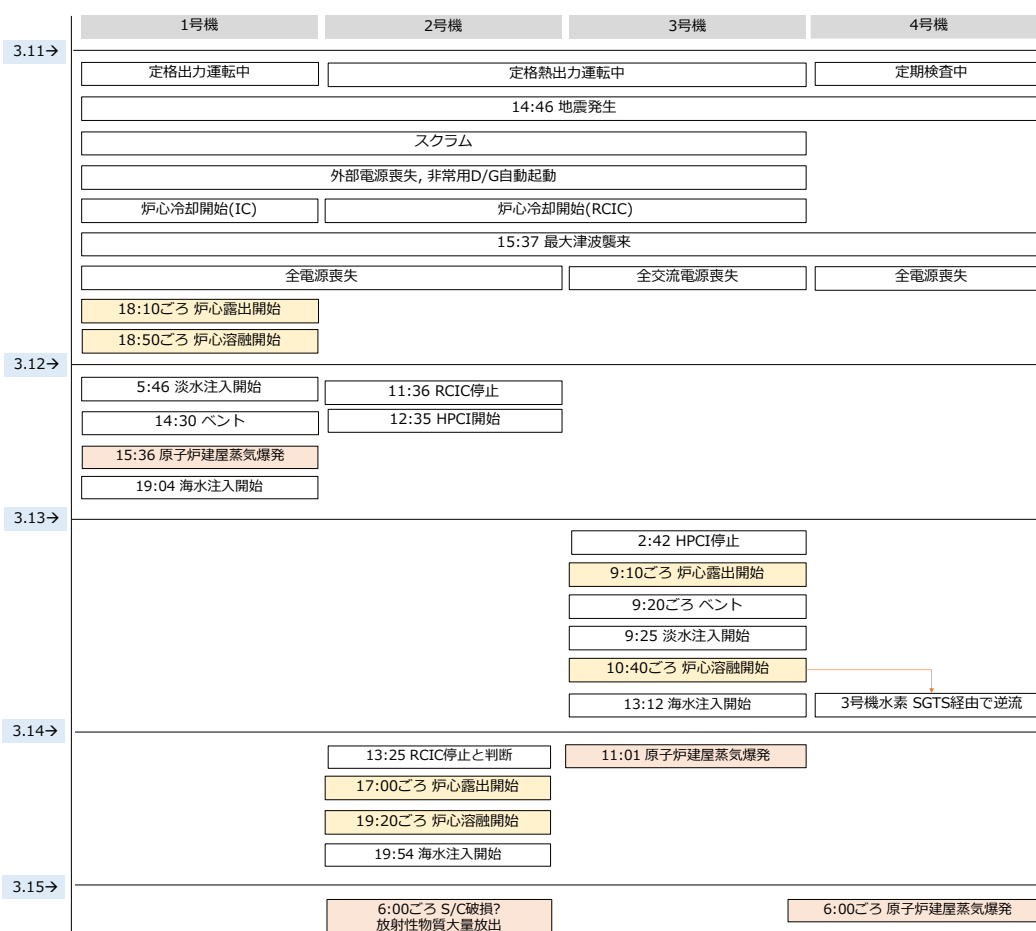 1号機
2号機
3号機
4号機
3.11→
定格出力運転中
定格熱出力運転中
定期検査中
14:46 地震発生
スクラム
外部電源喪失, 非常用D/G自動起動
炉心冷却開始(IC)
炉心冷却開始(RCIC)
15:37 最大津波襲来
全電源喪失
全交流電源喪失
全電源喪失
18:10ごろ 炉心露出開始
18:50ごろ 炉心溶融開始
3.12→
5:46 淡水注入開始
11:36 RCIC停止
14:30 ベント
12:35 HPCI開始
15:36 原子炉建屋蒸気爆発
19:04 海水注入開始
3.13→
2:42 HPCI停止
9:10ごろ 炉心露出開始
9:20ごろ ベント
9:25 淡水注入開始
10:40ごろ 炉心溶融開始
13:12 海水注入開始
3号機水素 SGTS経由で逆流
3.14→
13:25 RCIC停止と判断
11:01 原子炉建屋蒸気爆発
17:00ごろ 炉心露出開始
19:20ごろ 炉心溶融開始
19:54 海水注入開始
3.15→
6:00ごろ S/C破損?
放射性物質大量放出
6:00ごろ 原子炉建屋蒸気爆発